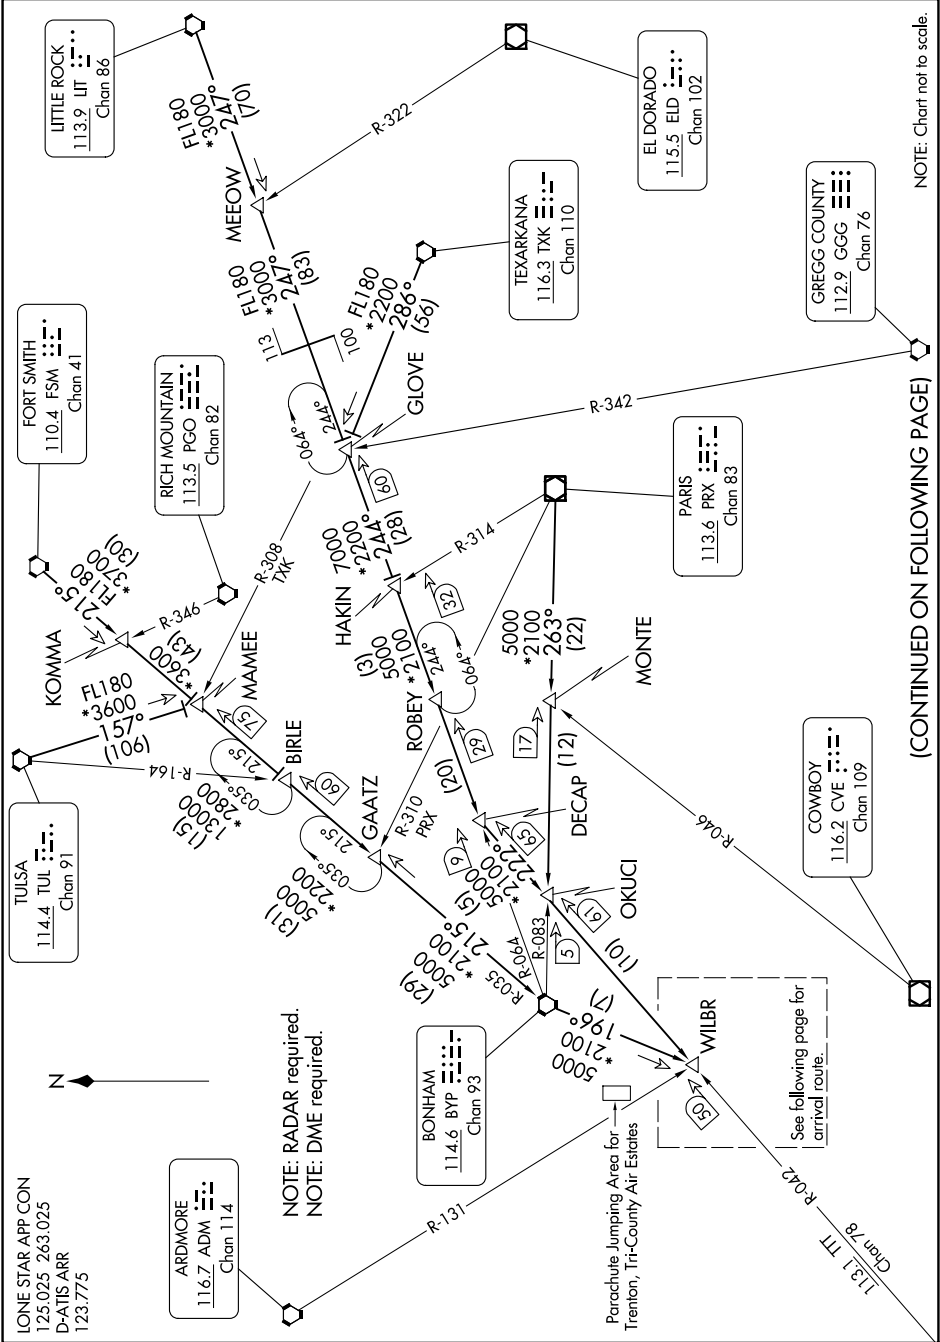 LONE STAR APP CON
125.025 263.025
D-ATIS ARR
123.775
N
NOTE: RADAR required.
NOTE: DME required.
ARDMORE
116.7 ADM
Chan 114
TULSA
114.4 TUL
Chan 91
FORT SMITH
110.4 FSM
Chan 41
RICH MOUNTAIN
113.5 PGO
Chan 82
LITTLE ROCK
113.9 LIT
Chan 86
EL DORADO
115.5 ELD
Chan 102
TEXARKANA
116.3 TXK
Chan 110
GREGG COUNTY
112.9 GGG
Chan 76
PARIS
113.6 PRX
Chan 83
COWBOY
116.2 CVE
Chan 109
BONHAM
114.6 BYP
Chan 93
113.1 TTT
Chan 78
R-042
R-131
Parachute Jumping Area for
Trenton, Tri-County Air Estates
See following page for
arrival route.
WILBR
50
5000
*2100
196°
(7)
(10)
OKUCI
61
5
R-083
R-064
R-035
5000
*2100
222°
(5)
65
9
DECAP
(20)
(12)
17
MONTE
R-046
5000
*2100
263°
(22)
5000
*2100
215°
(29)
R-310
PRX
GAATZ
035°
215°
5000
*2200
(31)
60
BIRLE
035°
215°
13000
*2800
(15)
75
MAMEE
R-164
FL180
*3600
157°
(106)
*3600
(43)
KOMMA
R-346
215°
FL180
*3700
(30)
R-308
TXK
ROBEY
29
244°
064°
(3)
5000
*2100
HAKIN
32
R-314
7000
*2200
244°
(28)
60
GLOVE
064°
244°
R-342
FL180
*2200
286°
(56)
113
100
FL180
*3000
247°
(83)
MEEOW
R-322
FL180
*3000
247°
(70)
NOTE: Chart not to scale.
(CONTINUED ON FOLLOWING PAGE)